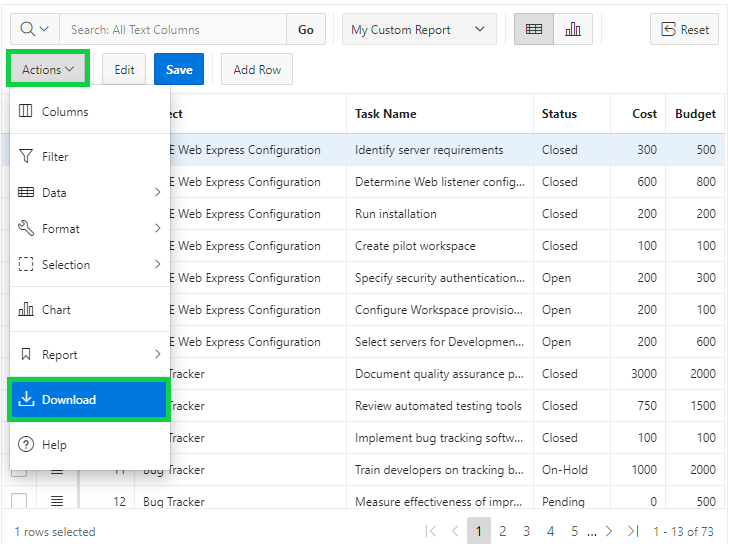 Search: All Text Columns Go My Custom Report Reset
Actions Edit Save Add Row
Columns
Filter
Data
Format
Selection
Chart
Report
Download
Help
ect Task Name Status Cost Budget
E Web Express Configuration Identify server requirements Closed 300 500
E Web Express Configuration Determine Web listener config... Closed 600 800
E Web Express Configuration Run installation Closed 200 200
E Web Express Configuration Create pilot workspace Closed 100 100
E Web Express Configuration Specify security authentication... Open 200 300
E Web Express Configuration Configure Workspace provisio... Open 200 100
E Web Express Configuration Select servers for Developmen... Open 200 600
Tracker Document quality assurance p... Closed 3000 2000
Tracker Review automated testing tools Closed 750 1500
Tracker Implement bug tracking softw... Closed 100 100
11 Bug Tracker Train developers on tracking b... On-Hold 1000 2000
12 Bug Tracker Measure effectiveness of impr... Pending 0 500
1 rows selected 1 2 3 4 5 ... 1 - 13 of 73